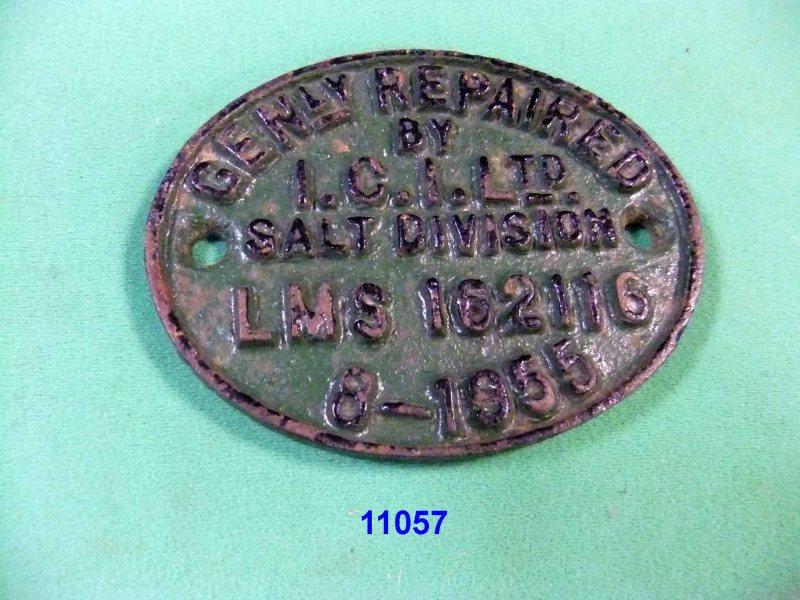 GENLY REPAIRED
BY
I.C.I. LTD.
SALT DIVISION
LMS 162116
8-1955
11057